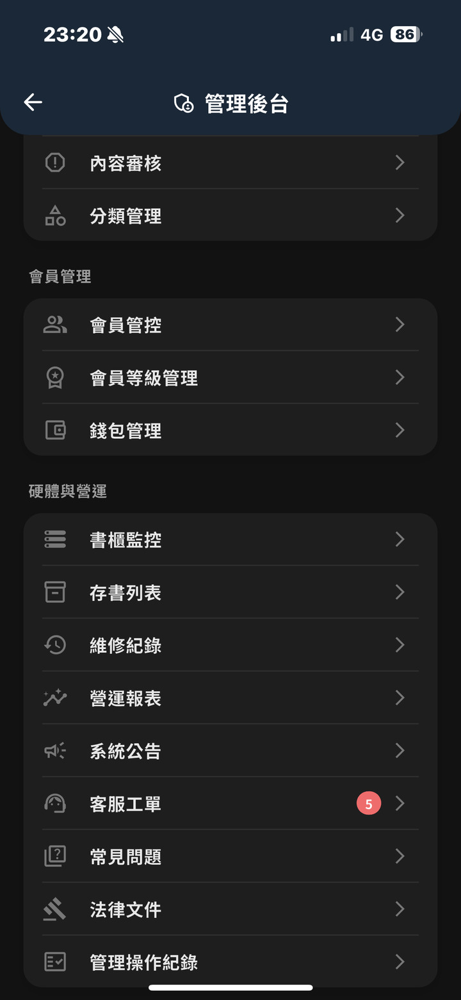 23:20
4G
86
管理後台
內容審核
分類管理
會員管理
會員管控
會員等級管理
錢包管理
硬體與營運
書櫃監控
存書列表
維修紀錄
營運報表
系統公告
客服工單
5
常見問題
法律文件
管理操作紀錄